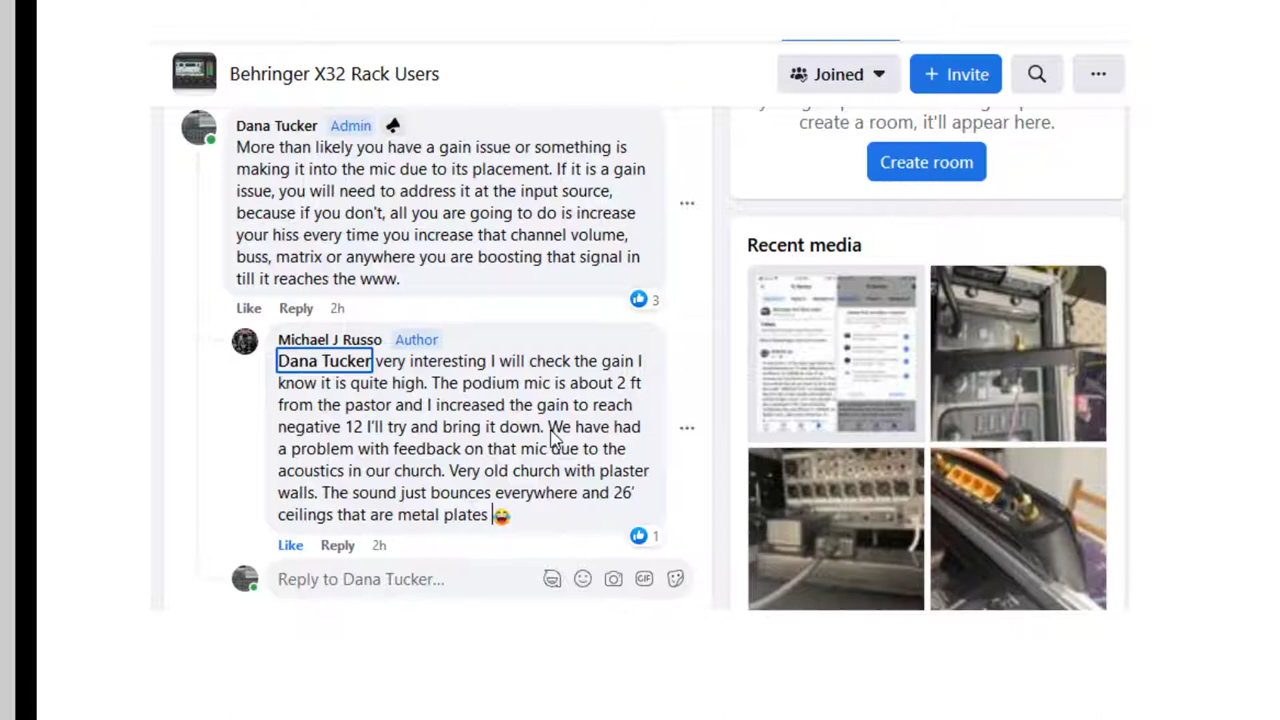 Behringer X32 Rack Users
Joined
+ Invite
Dana Tucker Admin
More than likely you have a gain issue or something is
making it into the mic due to its placement. If it is a gain
issue, you will need to address it at the input source,
because if you don't, all you are going to do is increase
your hiss every time you increase that channel volume,
buss, matrix or anywhere you are boosting that signal in
till it reaches the www.
3
Like Reply 2h
Michael J Russo Author
Dana Tucker very interesting I will check the gain I
know it is quite high. The podium mic is about 2 ft
from the pastor and I increased the gain to reach
negative 12 I'll try and bring it down. We have had
a problem with feedback on that mic due to the
acoustics in our church. Very old church with plaster
walls. The sound just bounces everywhere and 26'
ceilings that are metal plates 😂
1
Like Reply 2h
Reply to Dana Tucker...
GIF
create a room, it'll appear here.
Create room
Recent media